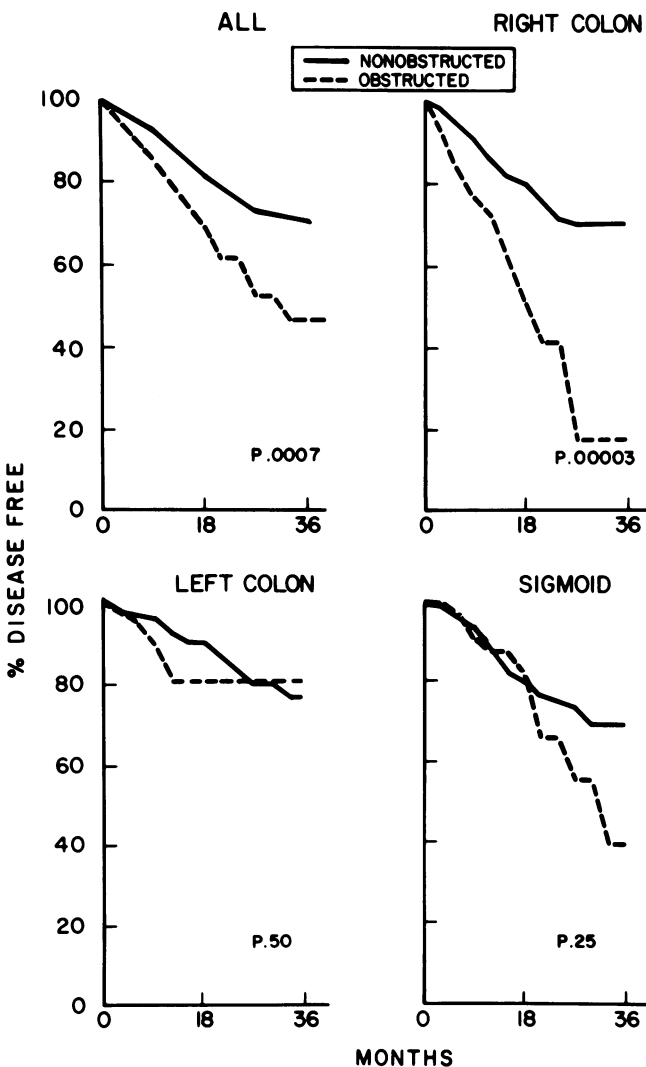 ALL
RIGHT COLON
NONOBSTRUCTED
OBSTRUCTED
100
80
60
40
20
0
0 18 36
P.0007
0 18 36
P.00003
% DISEASE FREE
LEFT COLON
SIGMOID
100
80
60
40
20
0
0 18 36
P.50
0 18 36
P.25
MONTHS